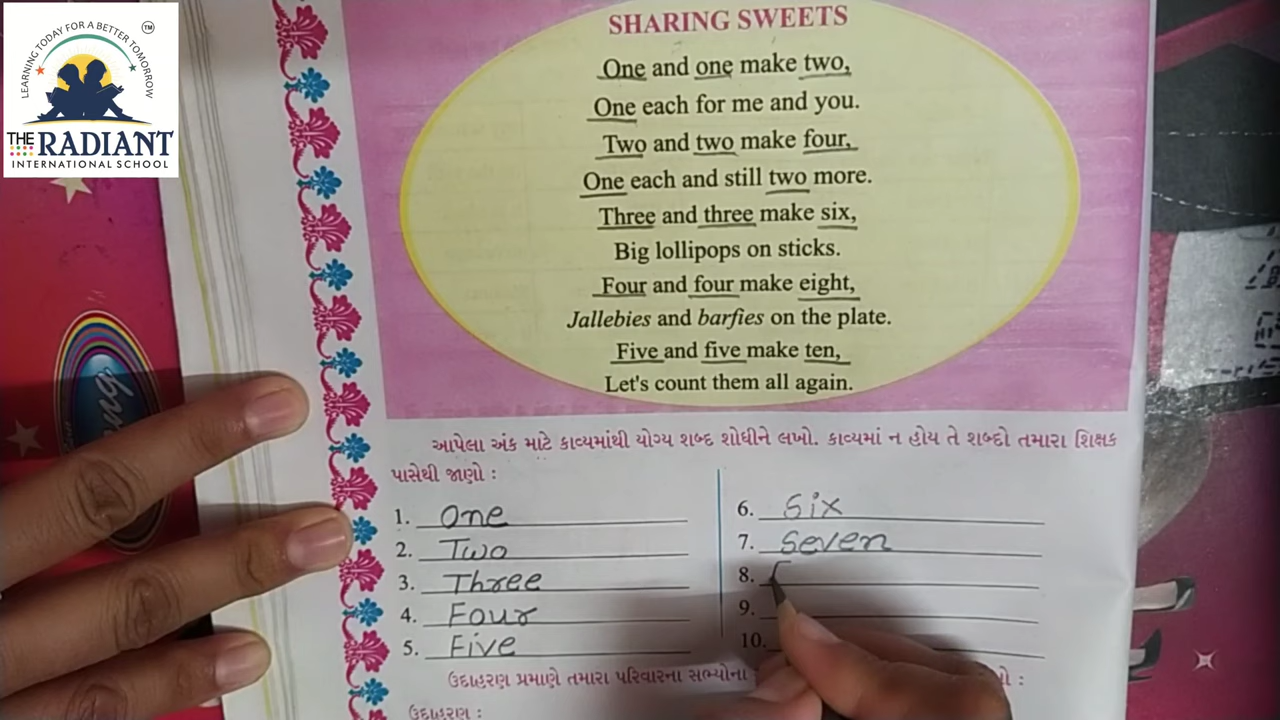 LEARNING TODAY FOR A BETTER TOMORROW
TM
THE RADIANT
INTERNATIONAL SCHOOL
SHARING SWEETS
One and one make two,
One each for me and you.
Two and two make four,
One each and still two more.
Three and three make six,
Big lollipops on sticks.
Four and four make eight,
Jallebies and barfies on the plate.
Five and five make ten,
Let's count them all again.
આપેલા અંક માટે કાવ્યમાંથી યોગ્ય શબ્દ શોધીને લખો. કાવ્યમાં ન હોય તે શબ્દો તમારા શિક્ષક
પાસેથી જાણો :
1. One
2. Two
3. Three
4. Four
5. Five
6. Six
7. Seven
8.
9.
10.
ઉદાહરણ પ્રમાણે તમારા પરિવારના સભ્યોના
ઉદાહરણ :